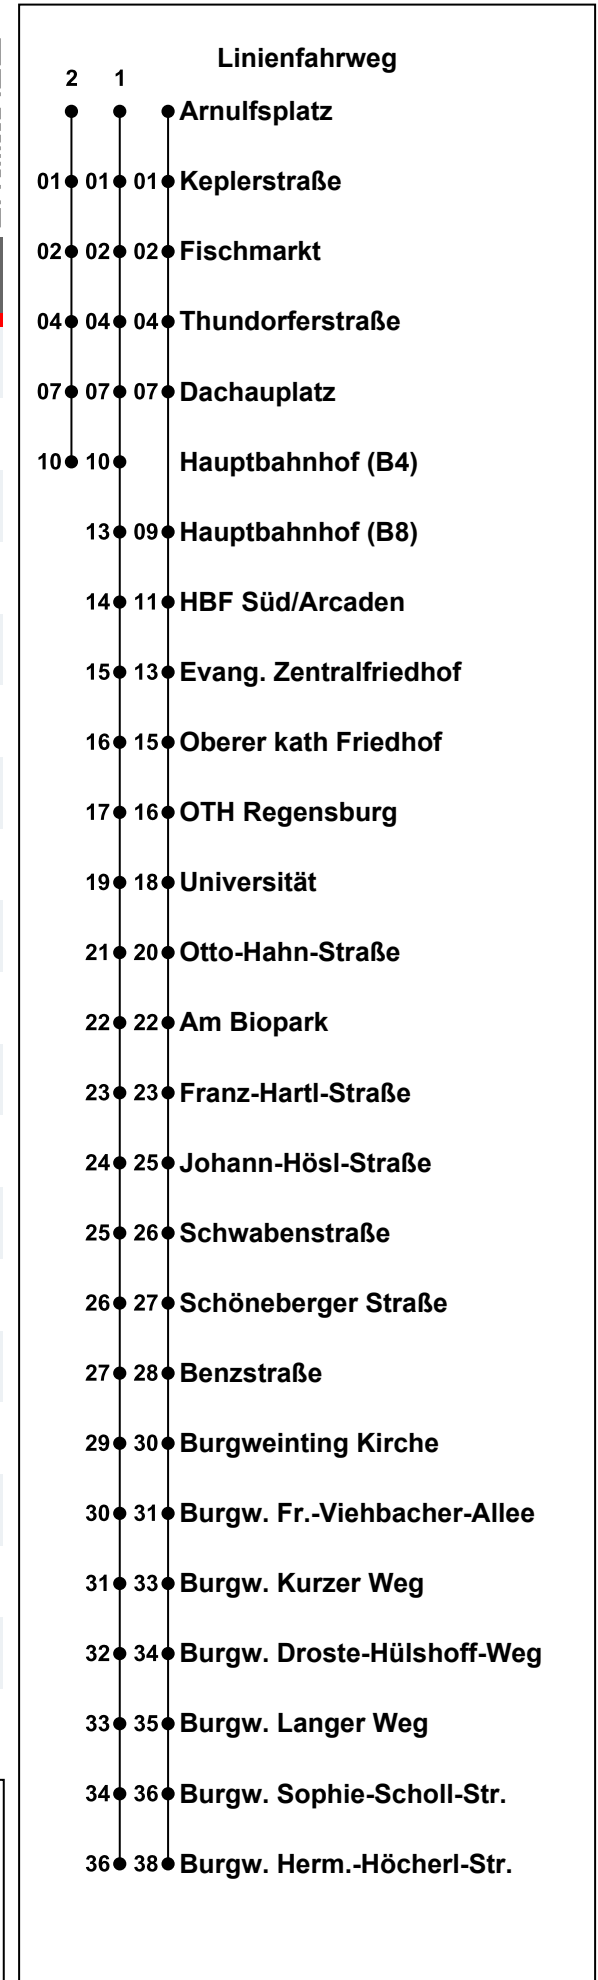 Linienfahrweg
2 1
Arnulfsplatz
01 01 01 Keplerstraße
02 02 02 Fischmarkt
04 04 04 Thundorferstraße
07 07 07 Dachauplatz
10 10 Hauptbahnhof (B4)
13 09 Hauptbahnhof (B8)
14 11 HBF Süd/Arcaden
15 13 Evang. Zentralfriedhof
16 15 Oberer kath Friedhof
17 16 OTH Regensburg
19 18 Universität
21 20 Otto-Hahn-Straße
22 22 Am Biopark
23 23 Franz-Hartl-Straße
24 25 Johann-Hösl-Straße
25 26 Schwabenstraße
26 27 Schöneberger Straße
27 28 Benzstraße
29 30 Burgweinting Kirche
30 31 Burgw. Fr.-Viehbacher-Allee
31 33 Burgw. Kurzer Weg
32 34 Burgw. Droste-Hülshoff-Weg
33 35 Burgw. Langer Weg
34 36 Burgw. Sophie-Scholl-Str.
36 38 Burgw. Herm.-Höcherl-Str.